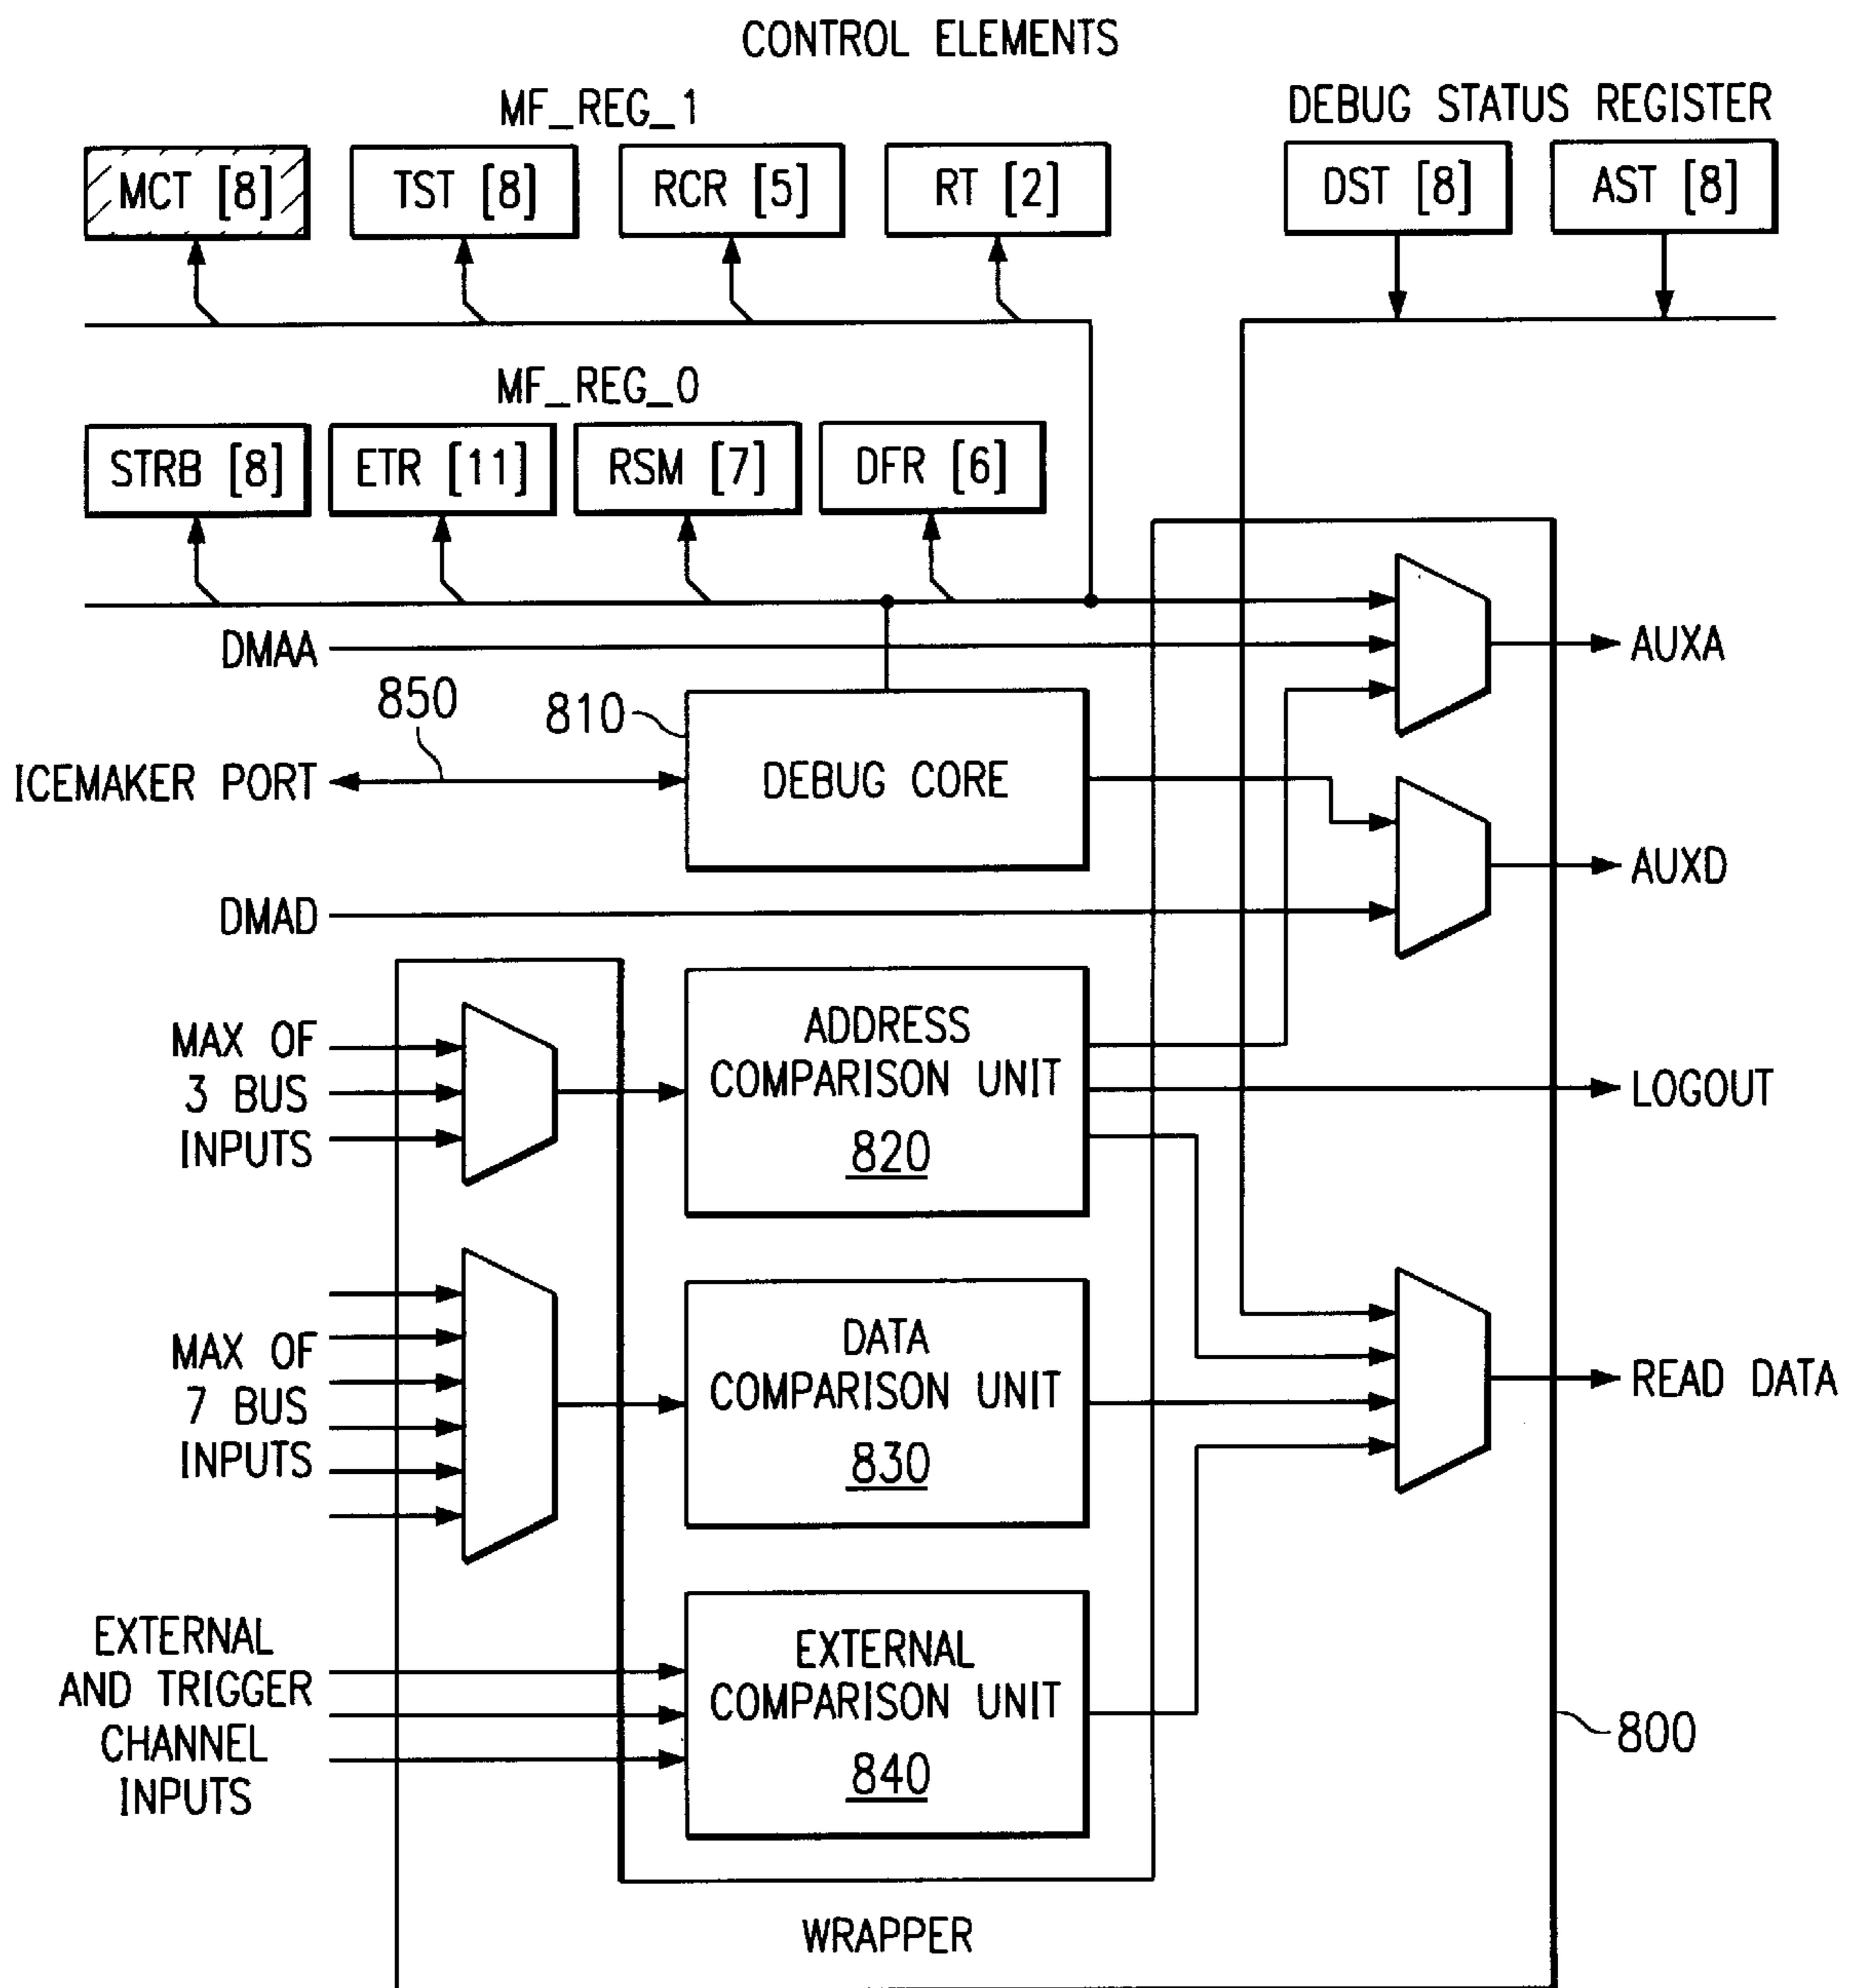 CONTROL ELEMENTS
MF_REG_1
DEBUG STATUS REGISTER
MCT [8]
TST [8]
RCR [5]
RT [2]
DST [8]
AST [8]
MF_REG_0
STRB [8]
ETR [11]
RSM [7]
DFR [6]
DMAA
AUXA
850
810
ICEMAKER PORT
DEBUG CORE
AUXD
DMAD
MAX OF
3 BUS
INPUTS
ADDRESS
COMPARISON UNIT
820
LOGOUT
MAX OF
7 BUS
INPUTS
DATA
COMPARISON UNIT
830
READ DATA
EXTERNAL
AND TRIGGER
CHANNEL
INPUTS
EXTERNAL
COMPARISON UNIT
840
800
WRAPPER